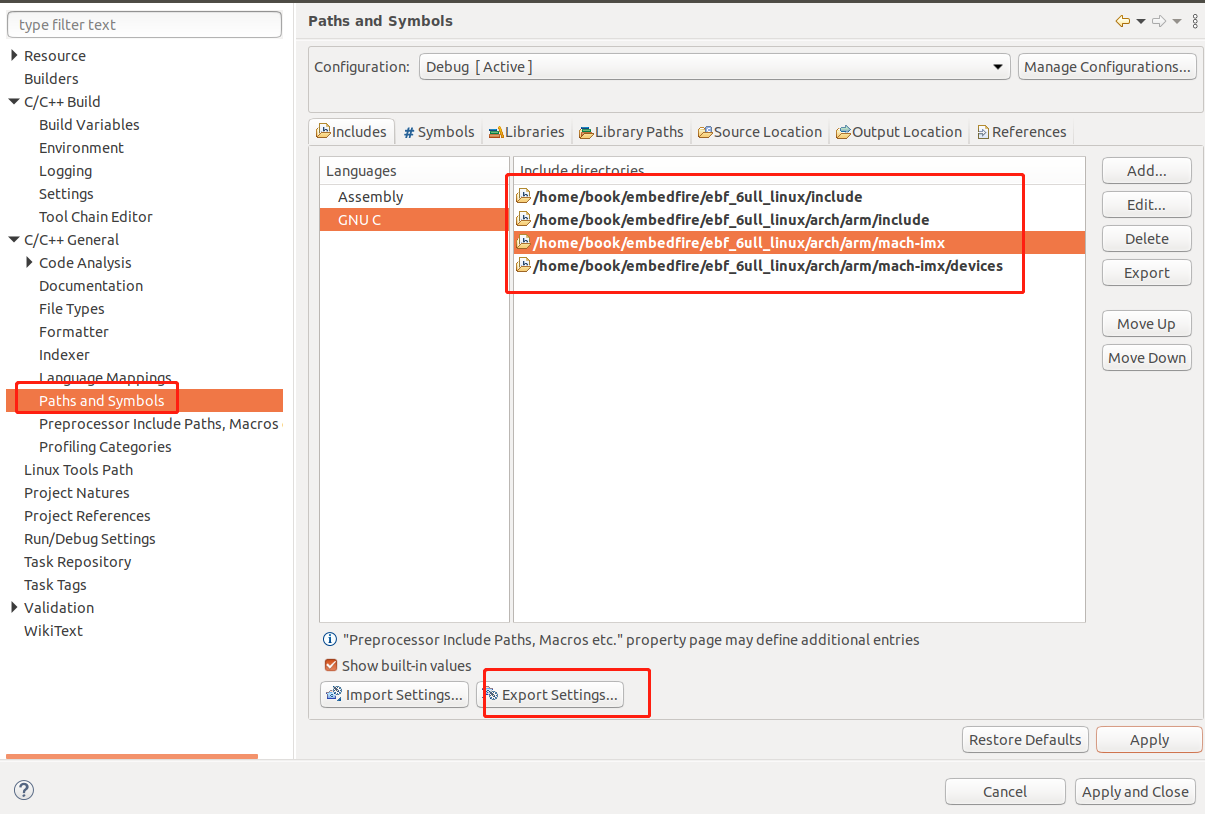 type filter text
Resource
Builders
C/C++ Build
Build Variables
Environment
Logging
Settings
Tool Chain Editor
C/C++ General
Code Analysis
Documentation
File Types
Formatter
Indexer
Language Mappings
Paths and Symbols
Preprocessor Include Paths, Macros
Profiling Categories
Linux Tools Path
Project Natures
Project References
Run/Debug Settings
Task Repository
Task Tags
Validation
WikiText
Paths and Symbols
Configuration: Debug [ Active ] Manage Configurations...
Includes # Symbols Libraries Library Paths Source Location Output Location References
Languages
Assembly
GNU C
Include directories
/home/book/embedfire/ebf_6ull_linux/include
/home/book/embedfire/ebf_6ull_linux/arch/arm/include
/home/book/embedfire/ebf_6ull_linux/arch/arm/mach-imx
/home/book/embedfire/ebf_6ull_linux/arch/arm/mach-imx/devices
Add...
Edit...
Delete
Export
Move Up
Move Down
"Preprocessor Include Paths, Macros etc." property page may define additional entries
Show built-in values
Import Settings... Export Settings...
Restore Defaults Apply
? Cancel Apply and Close